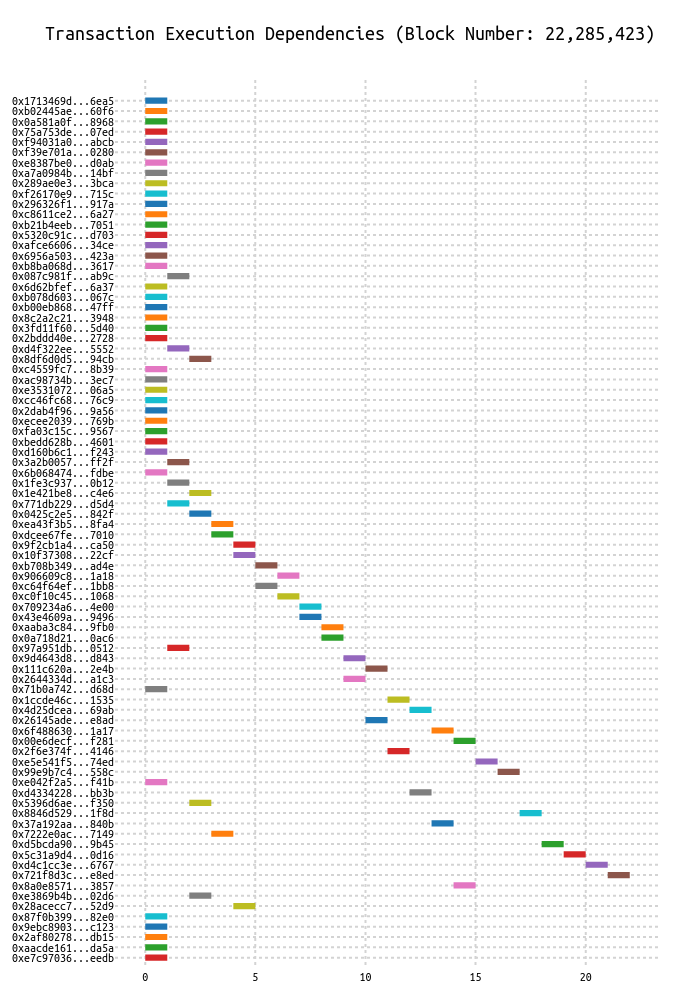 Transaction Execution Dependencies (Block Number: 22,285,423)
0x1713469d...6ea5
0xb02445ae...60f6
0x0a581a0f...8968
0x75a753de...07ed
0xf94031a0...abcb
0xf39e701a...0280
0xe8387be0...d0ab
0xa7a0984b...14bf
0x289ae0e3...3bca
0xf26170e9...715c
0x296326f1...917a
0xc8611ce2...6a27
0xb21b4eeb...7051
0x5320c91c...d703
0xafce6606...34ce
0x6956a503...423a
0xb8ba068d...3617
0x087c981f...ab9c
0x6d62bfef...6a37
0xb078d603...067c
0xb00eb868...47ff
0x8c2a2c21...3948
0x3fd11f60...5d40
0x2bddd40e...2728
0xd4f322ee...5552
0x8df6d0d5...94cb
0xc4559fc7...8b39
0xac98734b...3ec7
0xe3531072...06a5
0xcc46fc68...76c9
0x2dab4f96...9a56
0xecee2039...769b
0xfa03c15c...9567
0xbedd628b...4601
0xd160b6c1...f243
0x3a2b0057...ff2f
0x6b068474...fdbe
0x1fe3c937...0b12
0x1e421be8...c4e6
0x771db229...d5d4
0x0425c2e5...842f
0xea43f3b5...8fa4
0xdcee67fe...7010
0x9f2cb1a4...ca50
0x10f37308...22cf
0xb708b349...ad4e
0x906609c8...1a18
0xc64f64ef...1bb8
0xc0f10c45...1068
0x709234a6...4e00
0x43e4609a...9496
0xaaba3c84...9fb0
0x0a718d21...0ac6
0x97a951db...0512
0x9d4643d8...d843
0x111c620a...2e4b
0x2644334d...a1c3
0x71b0a742...d68d
0x1ccde46c...1535
0x4d25dcea...69ab
0x26145ade...e8ad
0x6f488630...1a17
0x00e6decf...f281
0x2f6e374f...4146
0xe5e541f5...74ed
0x99e9b7c4...558c
0xe042f2a5...f41b
0xd4334228...bb3b
0x5396d6ae...f350
0x8846d529...1f8d
0x37a192aa...840b
0x7222e0ac...7149
0xd5bcda90...9b45
0x5c31a9d4...0d16
0xd4c1cc3e...6767
0x721f8d3c...e8ed
0x8a0e8571...3857
0xe3869b4b...02d6
0x28acecc7...52d9
0x87f0b399...82e0
0x9ebc8903...c123
0x2af80278...db15
0xaacde161...da5a
0xe7c97036...eedb
0 5 10 15 20